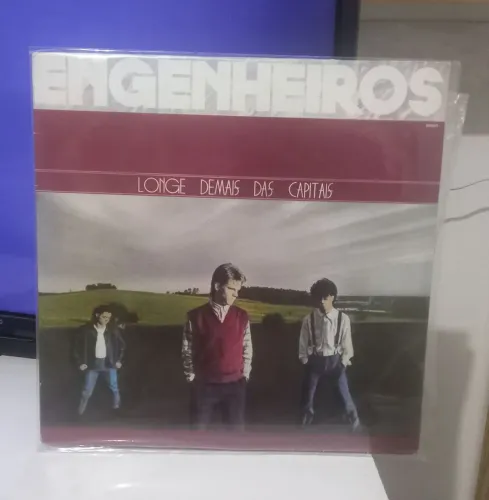 ENGENHEIROS
LONGE DEMAIS DAS CAPITAIS